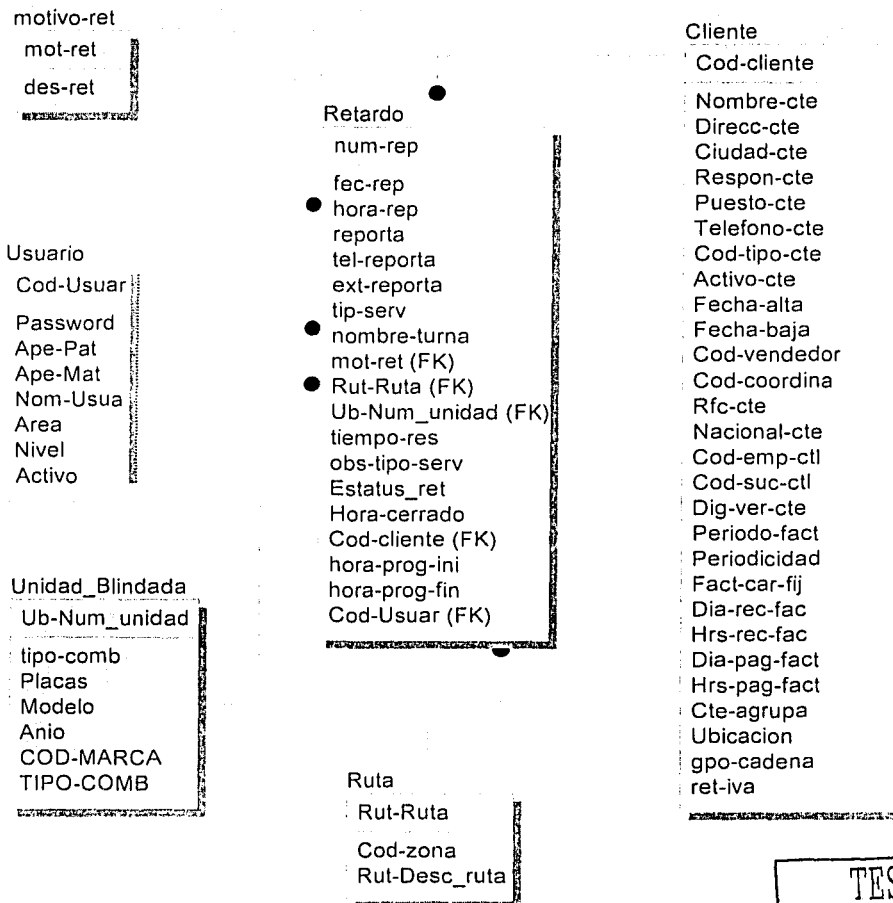 motivo-ret
mot-ret
des-ret
Retardo
num-rep
fec-rep
hora-rep
reporta
tel-reporta
ext-reporta
tip-serv
nombre-turna
mot-ret (FK)
Rut-Ruta (FK)
Ub-Num_unidad (FK)
tiempo-res
obs-tipo-serv
Estatus_ret
Hora-cerrado
Cod-cliente (FK)
hora-prog-ini
hora-prog-fin
Cod-Usuar (FK)
Cliente
Cod-cliente
Nombre-cte
Direcc-cte
Ciudad-cte
Respon-cte
Puesto-cte
Telefono-cte
Cod-tipo-cte
Activo-cte
Fecha-alta
Fecha-baja
Cod-vendedor
Cod-coordina
Rfc-cte
Nacional-cte
Cod-emp-ctl
Cod-suc-ctl
Dig-ver-cte
Periodo-fact
Periodicidad
Fact-car-fij
Dia-rec-fac
Hrs-rec-fac
Dia-pag-fact
Hrs-pag-fact
Cte-agrupa
Ubicacion
gpo-cadena
ret-iva
Usuario
Cod-Usuar
Password
Ape-Pat
Ape-Mat
Nom-Usua
Area
Nivel
Activo
Unidad_Blindada
Ub-Num_unidad
tipo-comb
Placas
Modelo
Anio
COD-MARCA
TIPO-COMB
Ruta
Rut-Ruta
Cod-zona
Rut-Desc_ruta
TES